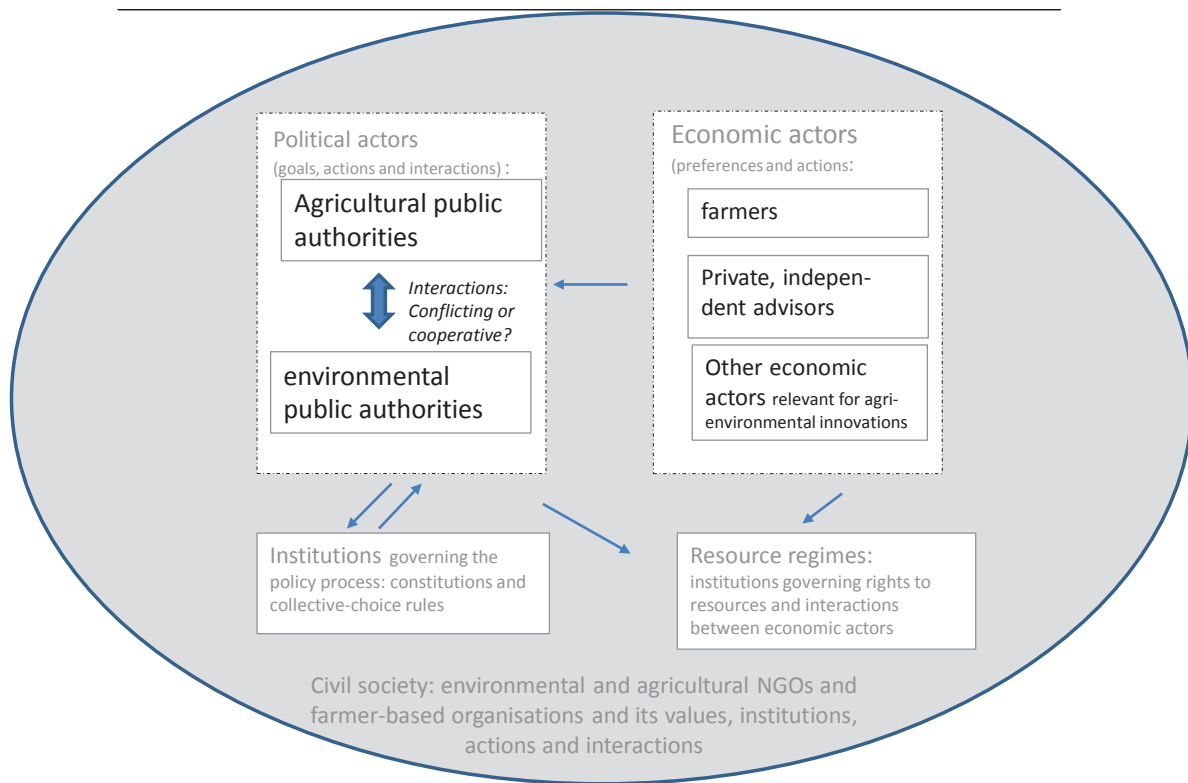 Political actors
(goals, actions and interactions) :
Agricultural public
authorities
Interactions:
Conflicting or
cooperative?
environmental
public authorities
Economic actors
(preferences and actions:
farmers
Private, indepen-
dent advisors
Other economic
actors relevant for agri-
environmental innovations
Institutions governing the
policy process: constitutions and
collective-choice rules
Resource regimes:
institutions governing rights to
resources and interactions
between economic actors
Civil society: environmental and agricultural NGOs and
farmer-based organisations and its values, institutions,
actions and interactions